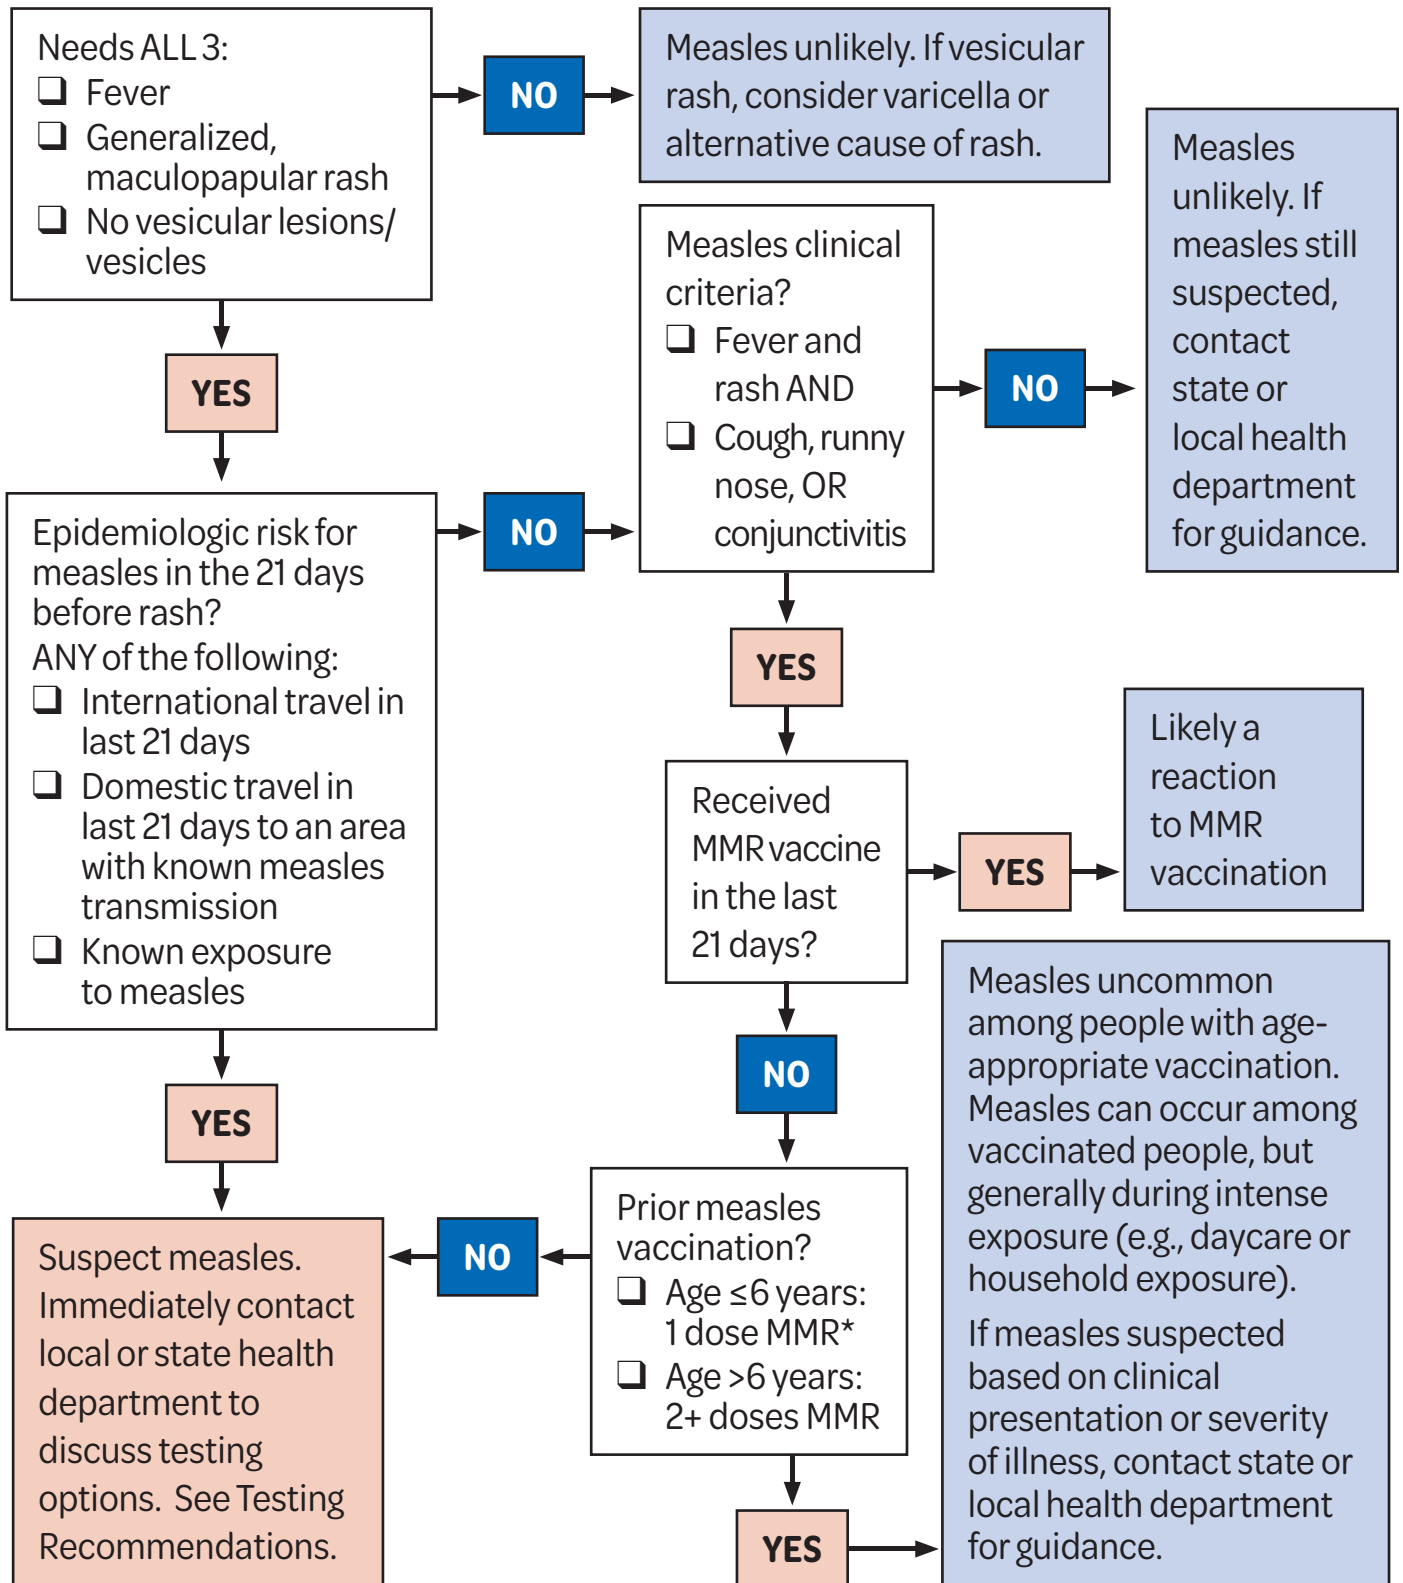 Needs ALL 3:
❑ Fever
❑ Generalized,
maculopapular rash
❑ No vesicular lesions/
vesicles
NO
Measles unlikely. If vesicular
rash, consider varicella or
alternative cause of rash.
YES
Epidemiologic risk for
measles in the 21 days
before rash?
ANY of the following:
❑ International travel in
last 21 days
❑ Domestic travel in
last 21 days to an area
with known measles
transmission
❑ Known exposure
to measles
NO
Measles clinical
criteria?
❑ Fever and
rash AND
❑ Cough, runny
nose, OR
conjunctivitis
NO
Measles
unlikely. If
measles still
suspected,
contact
state or
local health
department
for guidance.
YES
Received
MMR vaccine
in the last
21 days?
YES
Likely a
reaction
to MMR
vaccination
NO
Prior measles
vaccination?
❑ Age ≤6 years:
1 dose MMR*
❑ Age >6 years:
2+ doses MMR
NO
YES
Suspect measles.
Immediately contact
local or state health
department to
discuss testing
options. See Testing
Recommendations.
YES
Measles uncommon
among people with age-
appropriate vaccination.
Measles can occur among
vaccinated people, but
generally during intense
exposure (e.g., daycare or
household exposure).
If measles suspected
based on clinical
presentation or severity
of illness, contact state or
local health department
for guidance.